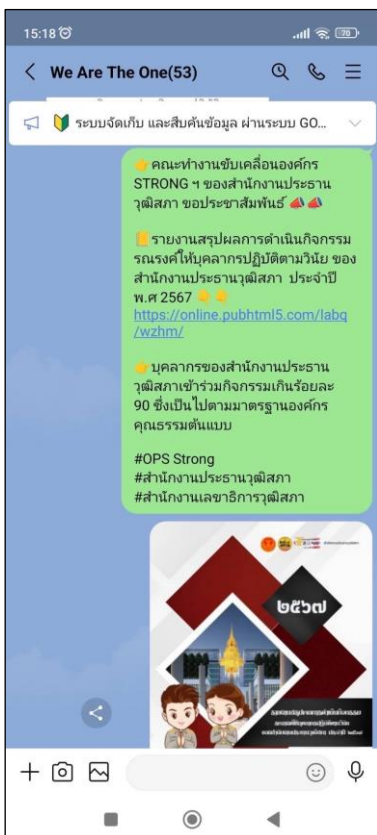 15:18
70
We Are The One(53)
ระบบจัดเก็บ และสืบค้นข้อมูล ผ่านระบบ GO...
👉คณะทำงานขับเคลื่อนองค์กร
STRONG ฯ ของสำนักงานประธาน
วุฒิสภา ขอประชาสัมพันธ์ 📣📣
📒รายงานสรุปผลการดำเนินกิจกรรม
รณรงค์ให้บุคลากรปฏิบัติตามวินัย ของ
สำนักงานประธานวุฒิสภา ประจำปี
พ.ศ 2567 👇👇
https://online.pubhtml5.com/labq
/wzhm/
👉บุคลากรของสำนักงานประธาน
วุฒิสภาเข้าร่วมกิจกรรมเกินร้อยละ
90 ซึ่งเป็นไปตามมาตรฐานองค์กร
คุณธรรมต้นแบบ
#OPS Strong
#สำนักงานประธานวุฒิสภา
#สำนักงานเลขาธิการวุฒิสภา
๒๕๖๗